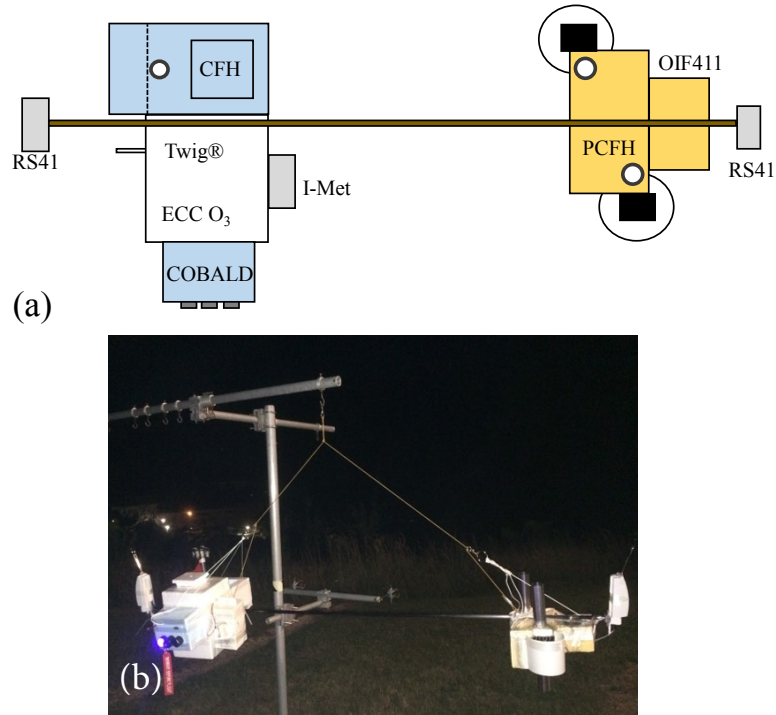 CFH
OIF411
RS41
Twig®
I-Met
PCFH
RS41
ECC O₃
COBALD
(a)
(b)